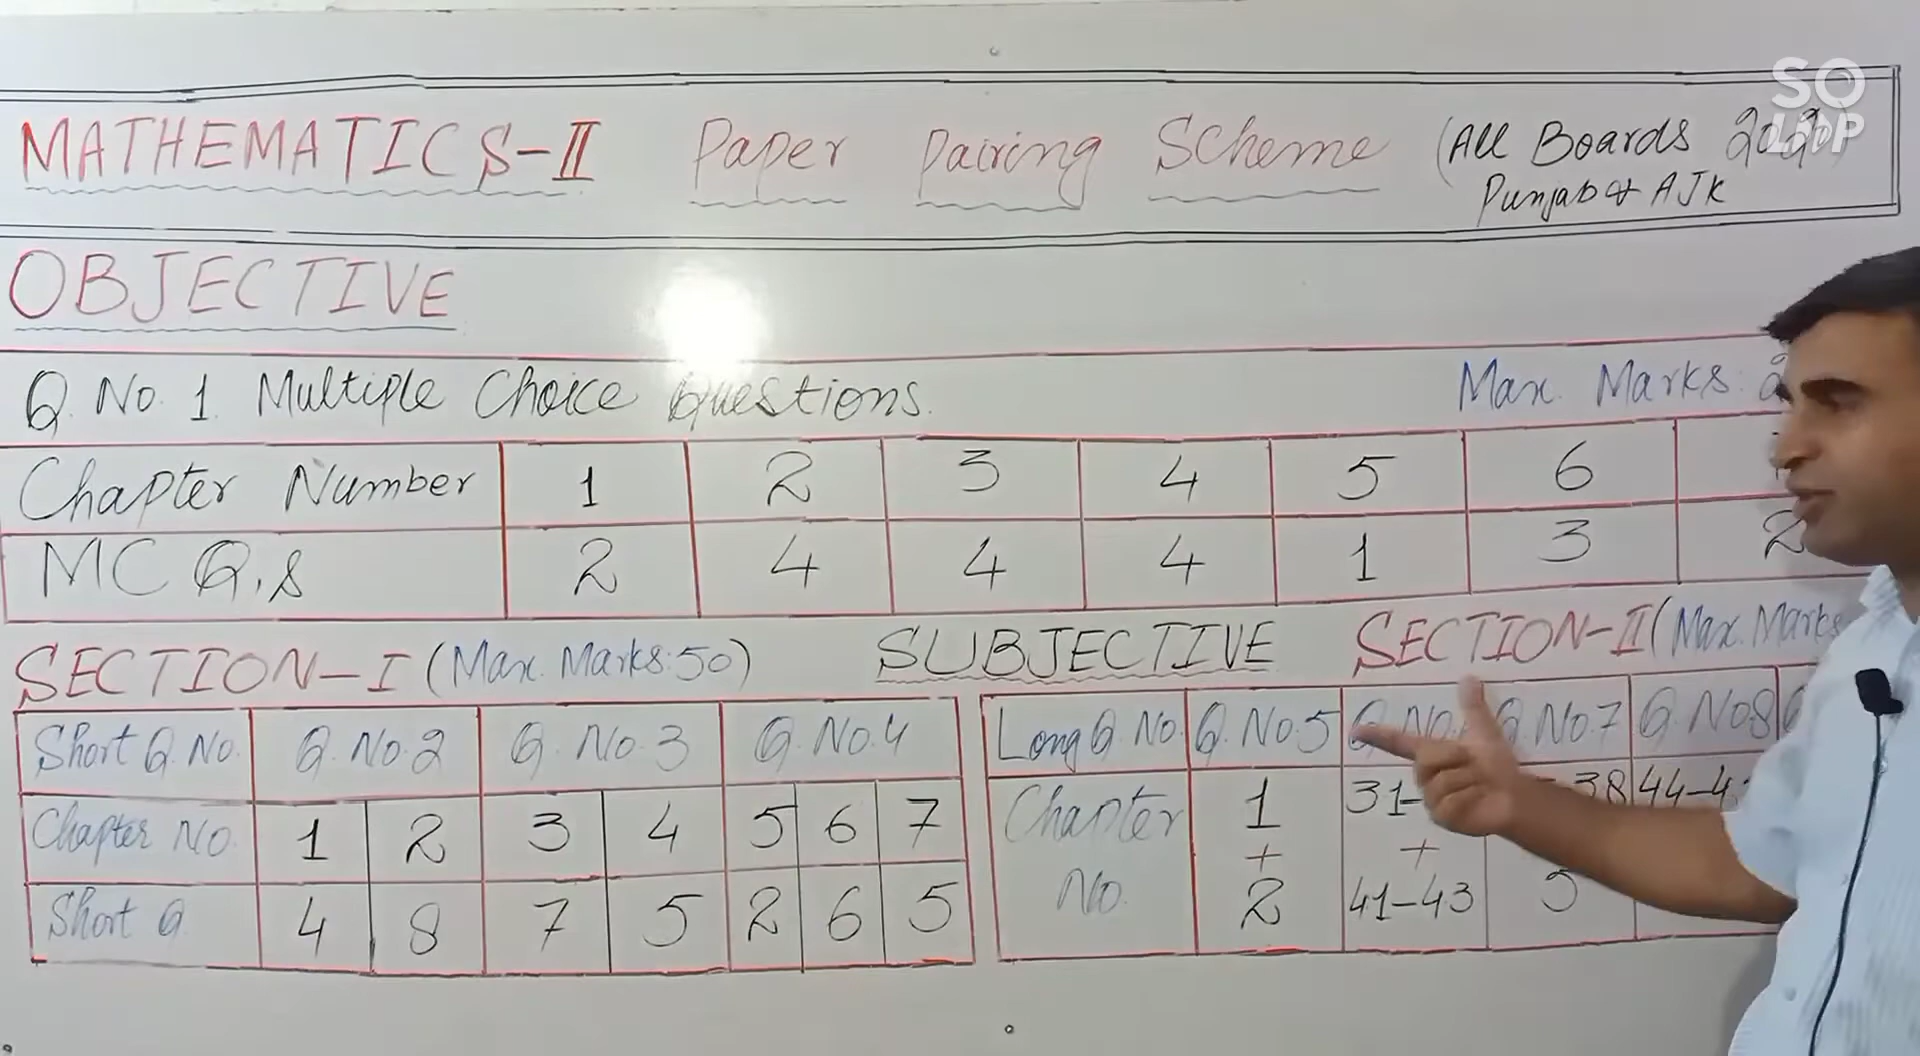 SO
LAP
MATHEMATICS-II Paper Pairing Scheme (All Boards
Punjab & AJK
OBJECTIVE
Q. No. 1. Multiple Choice Questions. Max. Marks:
Chapter Number 1 2 3 4 5 6
MCQ,s 2 4 4 4 1 3 2
SECTION-I (Max. Marks:50) SUBJECTIVE SECTION-II (Max. Marks
Short Q. No. Q. No. 2 Q. No. 3 Q. No. 4
Chapter No. 1 2 3 4 5 6 7
Short Q 4 8 7 5 2 6 5
Long Q. No. Q. No. 5 Q. No. Q. No. 7 Q. No. 8
Chapter No. 1 + 2 31- + 41-43 38 5 44-4